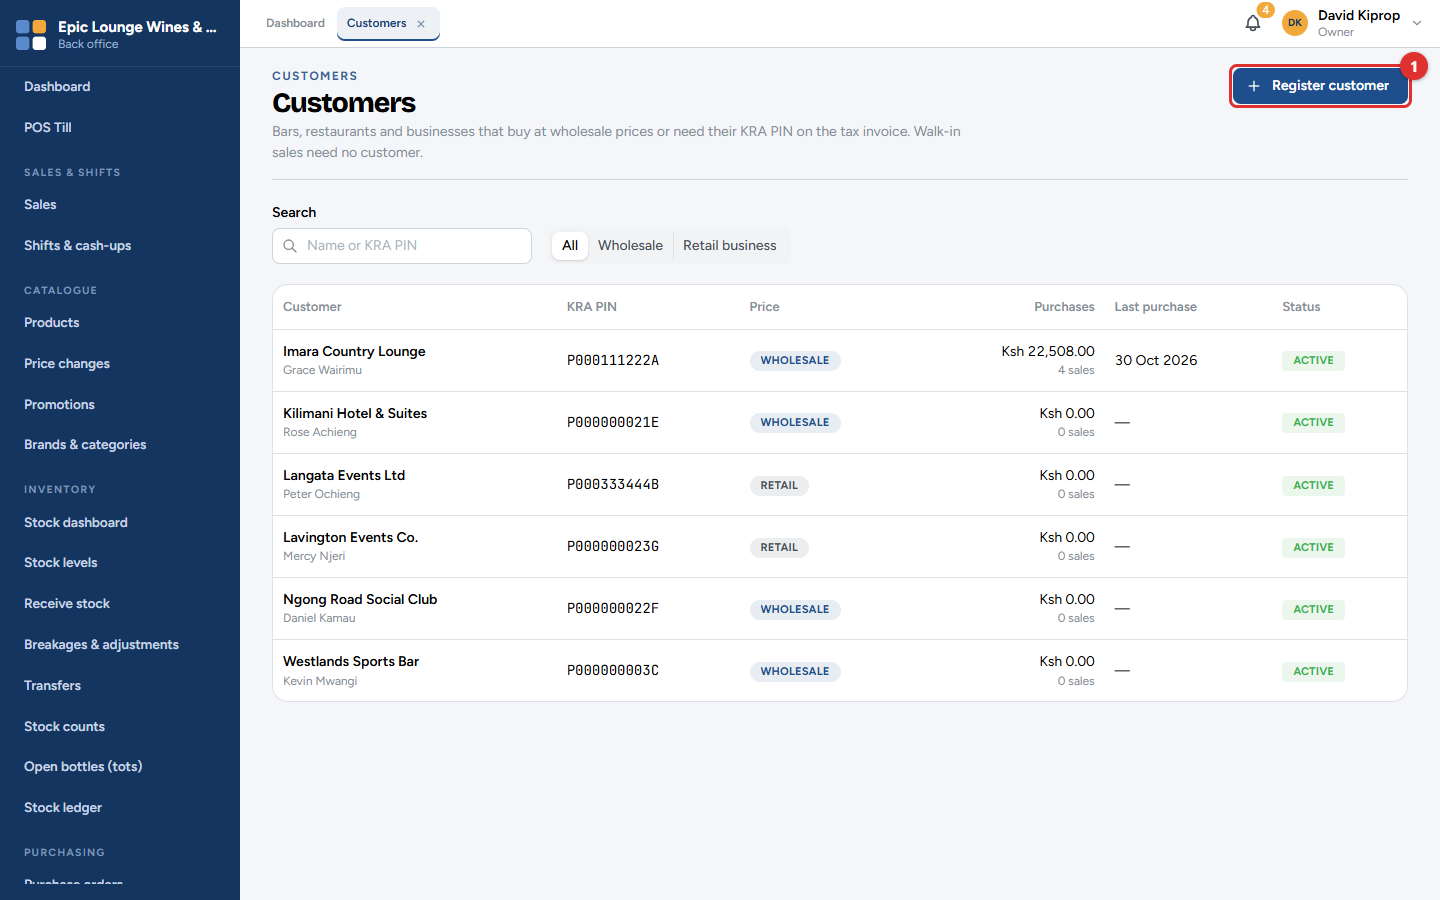 Epic Lounge Wines & ...
Back office
Dashboard
POS Till
SALES & SHIFTS
Sales
Shifts & cash-ups
CATALOGUE
Products
Price changes
Promotions
Brands & categories
INVENTORY
Stock dashboard
Stock levels
Receive stock
Breakages & adjustments
Transfers
Stock counts
Open bottles (tots)
Stock ledger
PURCHASING
Purchase orders
Dashboard
Customers
4
DK
David Kiprop
Owner
CUSTOMERS
Customers
Bars, restaurants and businesses that buy at wholesale prices or need their KRA PIN on the tax invoice. Walk-in
sales need no customer.
+ Register customer
1
Search
Name or KRA PIN
All Wholesale Retail business
Customer KRA PIN Price Purchases Last purchase Status
Imara Country Lounge P000111222A WHOLESALE Ksh 22,508.00 30 Oct 2026 ACTIVE
Grace Wairimu 4 sales
Kilimani Hotel & Suites P000000021E WHOLESALE Ksh 0.00 — ACTIVE
Rose Achieng 0 sales
Langata Events Ltd P000333444B RETAIL Ksh 0.00 — ACTIVE
Peter Ochieng 0 sales
Lavington Events Co. P000000023G RETAIL Ksh 0.00 — ACTIVE
Mercy Njeri 0 sales
Ngong Road Social Club P000000022F WHOLESALE Ksh 0.00 — ACTIVE
Daniel Kamau 0 sales
Westlands Sports Bar P000000003C WHOLESALE Ksh 0.00 — ACTIVE
Kevin Mwangi 0 sales